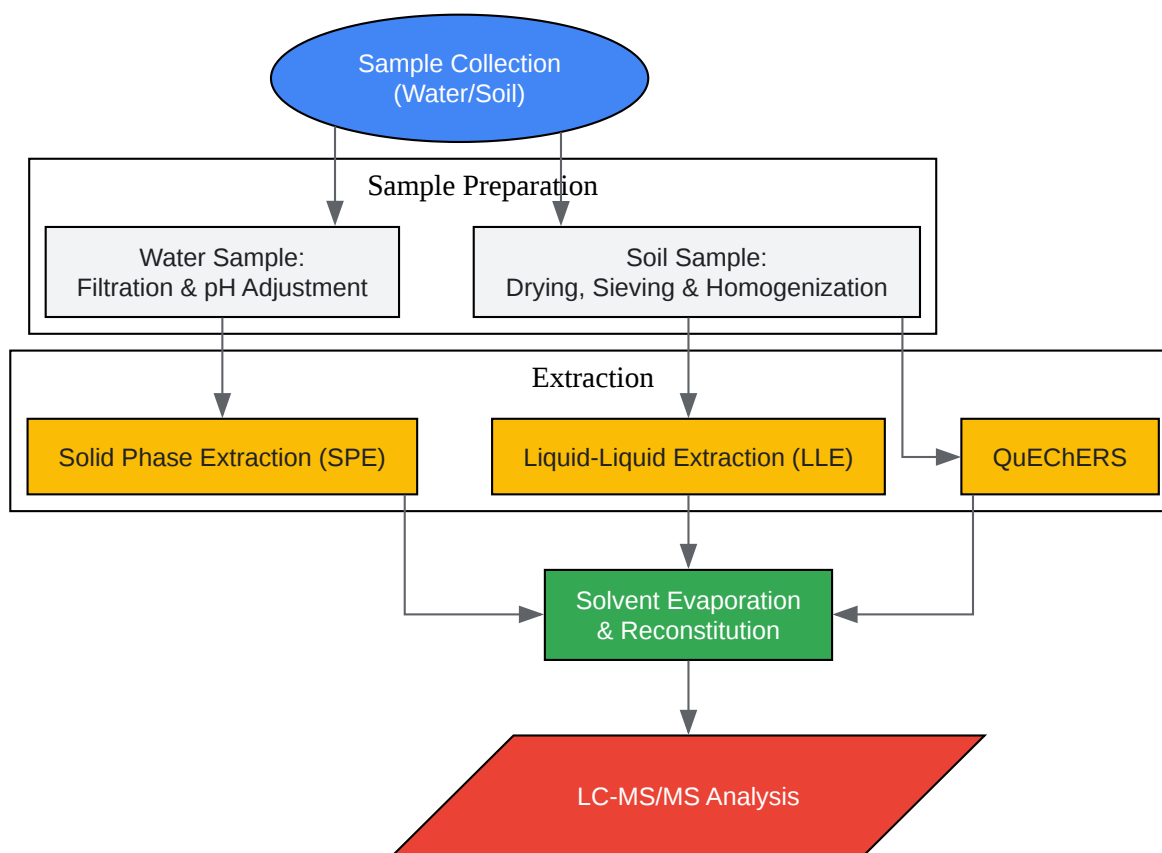 Sample Collection
(Water/Soil)
Sample Preparation
Water Sample:
Filtration & pH Adjustment
Soil Sample:
Drying, Sieving & Homogenization
Extraction
Solid Phase Extraction (SPE)
Liquid-Liquid Extraction (LLE)
QuEChERS
Solvent Evaporation
& Reconstitution
LC-MS/MS Analysis